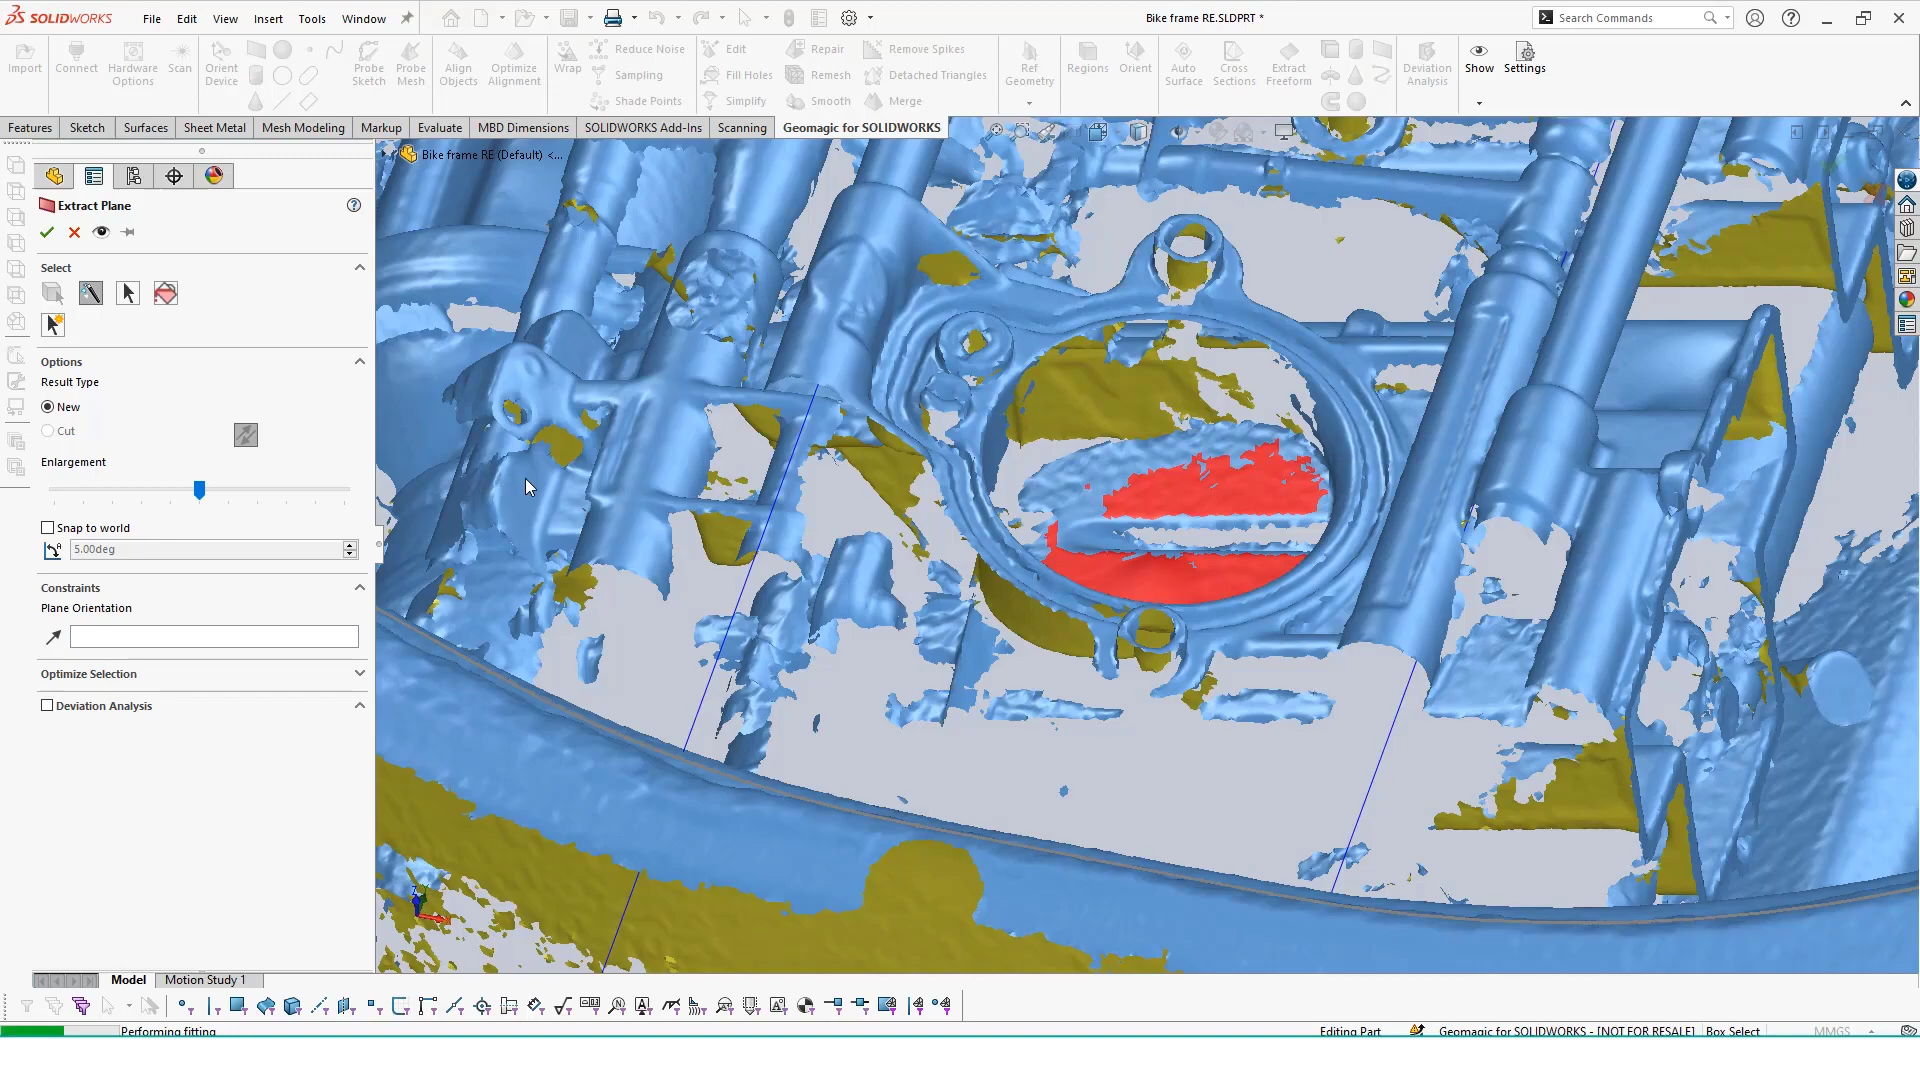 SOLIDWORKS File Edit View Insert Tools Window Bike frame RE.SLDPRT * Search Commands
Import Connect Hardware Options Scan Orient Device Probe Sketch Probe Mesh Align Objects Optimize Alignment Wrap Reduce Noise Sampling Shade Points Edit Fill Holes Simplify Repair Remesh Smooth Remove Spikes Detached Triangles Merge Ref Geometry Regions Orient Auto Surface Cross Sections Extract Freeform Deviation Analysis Show Settings
Features Sketch Surfaces Sheet Metal Mesh Modeling Markup Evaluate MBD Dimensions SOLIDWORKS Add-Ins Scanning Geomagic for SOLIDWORKS
Bike frame RE (Default) <...
Extract Plane
Select
Options
Result Type
New
Cut
Enlargement
Snap to world
5.00deg
Constraints
Plane Orientation
Optimize Selection
Deviation Analysis
Z
Model Motion Study 1
Performing fitting Editing Part Geomagic for SOLIDWORKS - [NOT FOR RESALE] Box Select MMGS